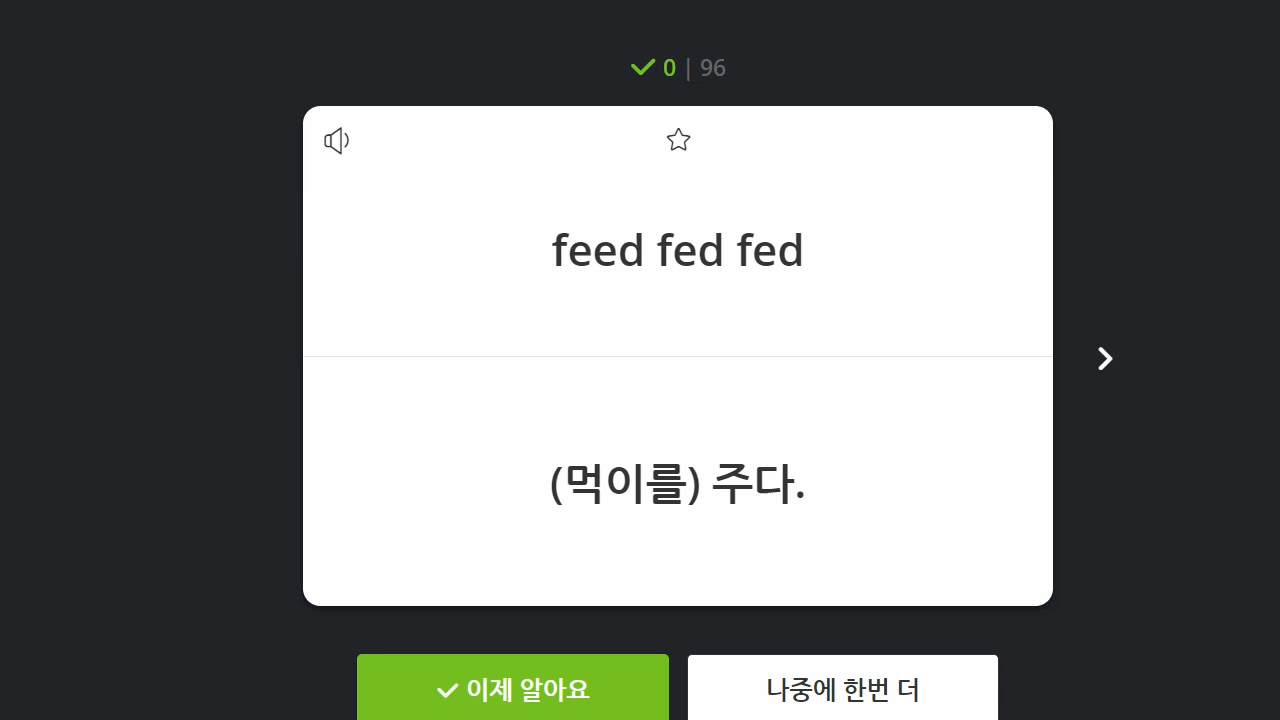 0 | 96
feed fed fed
(먹이를) 주다.
이제 알아요
나중에 한번 더